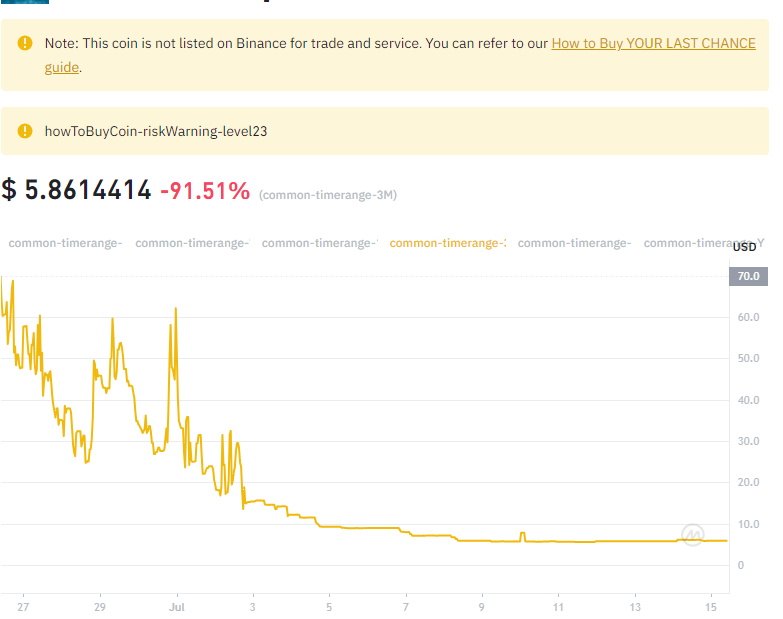 Note: This coin is not listed on Binance for trade and service. You can refer to our How to Buy YOUR LAST CHANCE
guide.
howToBuyCoin-riskWarning-level23
$ 5.8614414 -91.51% (common-timerange-3M)
common-timerange- common-timerange- common-timerange- common-timerange- common-timerange- common-timerange-Y
USD
70.0
60.0
50.0
40.0
30.0
20.0
10.0
0
27 29 Jul 3 5 7 9 11 13 15